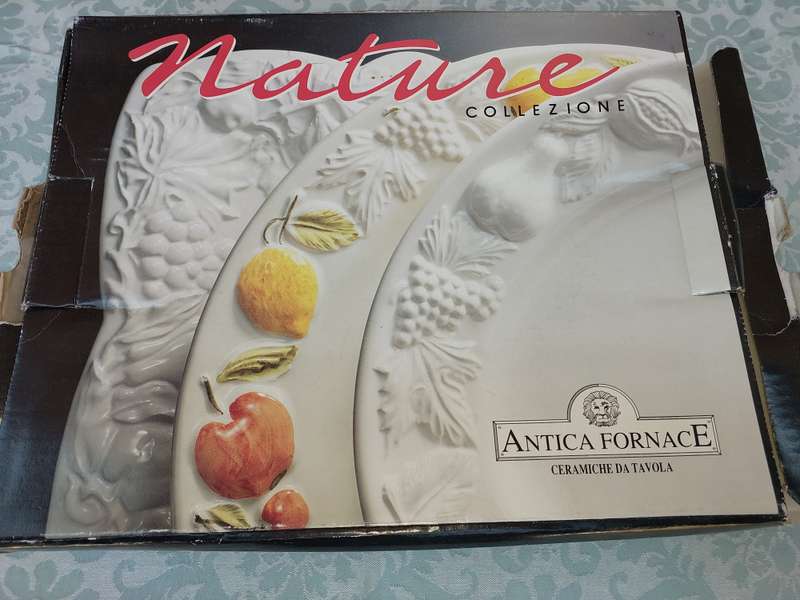 Nature
COLLEZIONE
ANTICA FORNACE
CERAMICHE DA TAVOLA